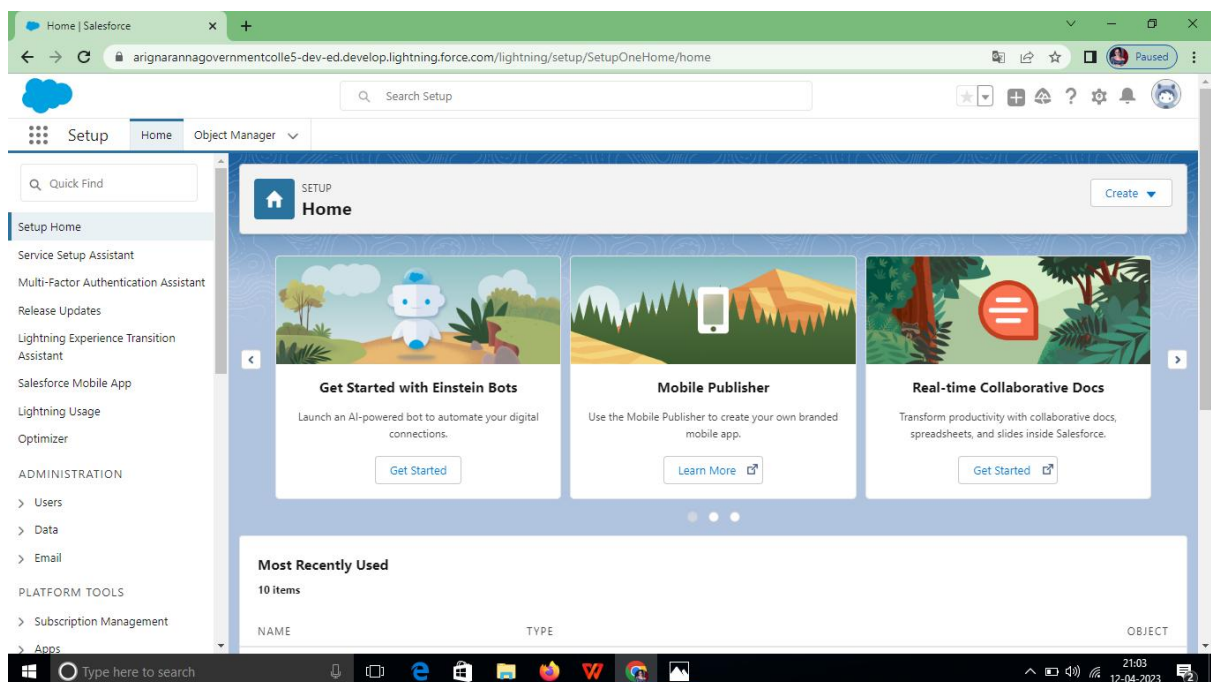 Home | Salesforce
arignarannagovernmentcolle5-dev-ed.develop.lightning.force.com/lightning/setup/SetupOneHome/home
Paused
Search Setup
Setup
Home
Object Manager
Quick Find
Setup Home
Service Setup Assistant
Multi-Factor Authentication Assistant
Release Updates
Lightning Experience Transition
Assistant
Salesforce Mobile App
Lightning Usage
Optimizer
ADMINISTRATION
Users
Data
Email
PLATFORM TOOLS
Subscription Management
Apps
SETUP
Home
Create
Get Started with Einstein Bots
Launch an AI-powered bot to automate your digital
connections.
Get Started
Mobile Publisher
Use the Mobile Publisher to create your own branded
mobile app.
Learn More
Real-time Collaborative Docs
Transform productivity with collaborative docs,
spreadsheets, and slides inside Salesforce.
Get Started
Most Recently Used
10 items
NAME TYPE OBJECT
Type here to search
21:03
12-04-2023
2